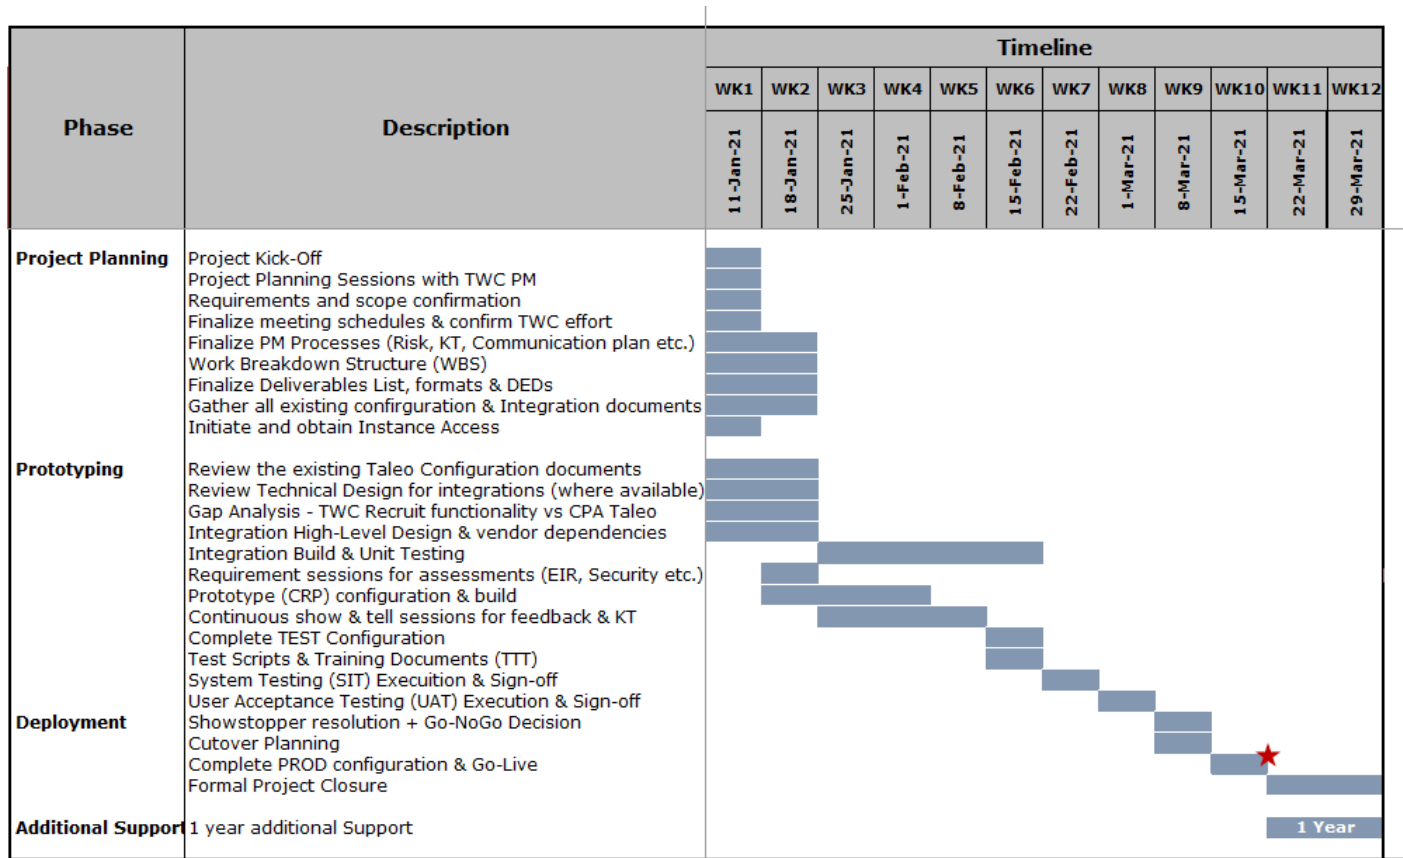 Timeline
Phase Description
WK1 WK2 WK3 WK4 WK5 WK6 WK7 WK8 WK9 WK10 WK11 WK12
11-Jan-21 18-Jan-21 25-Jan-21 1-Feb-21 8-Feb-21 15-Feb-21 22-Feb-21 1-Mar-21 8-Mar-21 15-Mar-21 22-Mar-21 29-Mar-21
Project Planning Project Kick-Off
Project Planning Sessions with TWC PM
Requirements and scope confirmation
Finalize meeting schedules & confirm TWC effort
Finalize PM Processes (Risk, KT, Communication plan etc.)
Work Breakdown Structure (WBS)
Finalize Deliverables List, formats & DEDs
Gather all existing confirguration & Integration documents
Initiate and obtain Instance Access
Prototyping Review the existing Taleo Configuration documents
Review Technical Design for integrations (where available)
Gap Analysis - TWC Recruit functionality vs CPA Taleo
Integration High-Level Design & vendor dependencies
Integration Build & Unit Testing
Requirement sessions for assessments (EIR, Security etc.)
Prototype (CRP) configuration & build
Continuous show & tell sessions for feedback & KT
Complete TEST Configuration
Test Scripts & Training Documents (TTT)
System Testing (SIT) Execuition & Sign-off
User Acceptance Testing (UAT) Execution & Sign-off
Deployment Showstopper resolution + Go-NoGo Decision
Cutover Planning
Complete PROD configuration & Go-Live
Formal Project Closure
Additional Support 1 year additional Support 1 Year